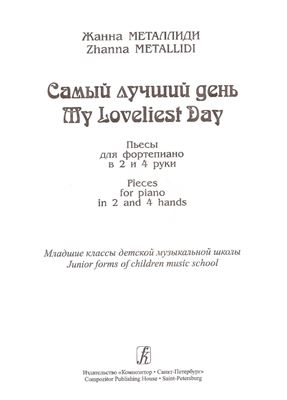 Жанна МЕТАЛЛИДИ
Zhanna METALLIDI
Самый лучший день
My Loveliest Day
Пьесы
для фортепиано
в 2 и 4 руки
Pieces
for piano
in 2 and 4 hands
Младшие классы детской музыкальной школы
Junior forms of children music school
Издательство «Композитор • Санкт-Петербург»
Compozitor Publishing House • Saint-Petersburg